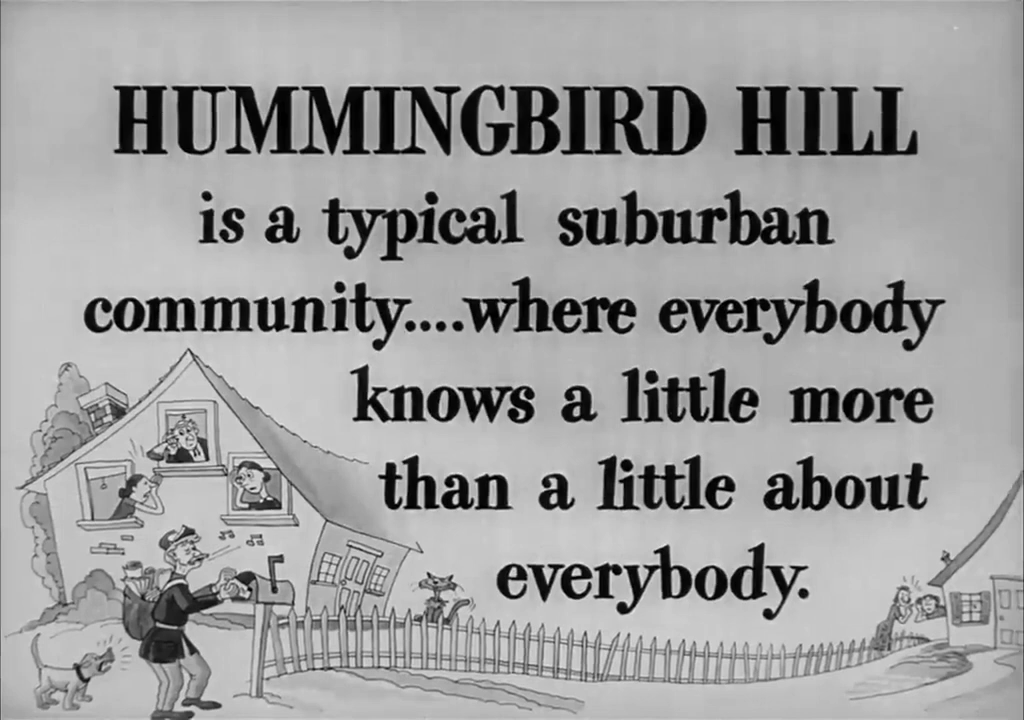 HUMMINGBIRD HILL
is a typical suburban
community....where everybody
knows a little more
than a little about
everybody.